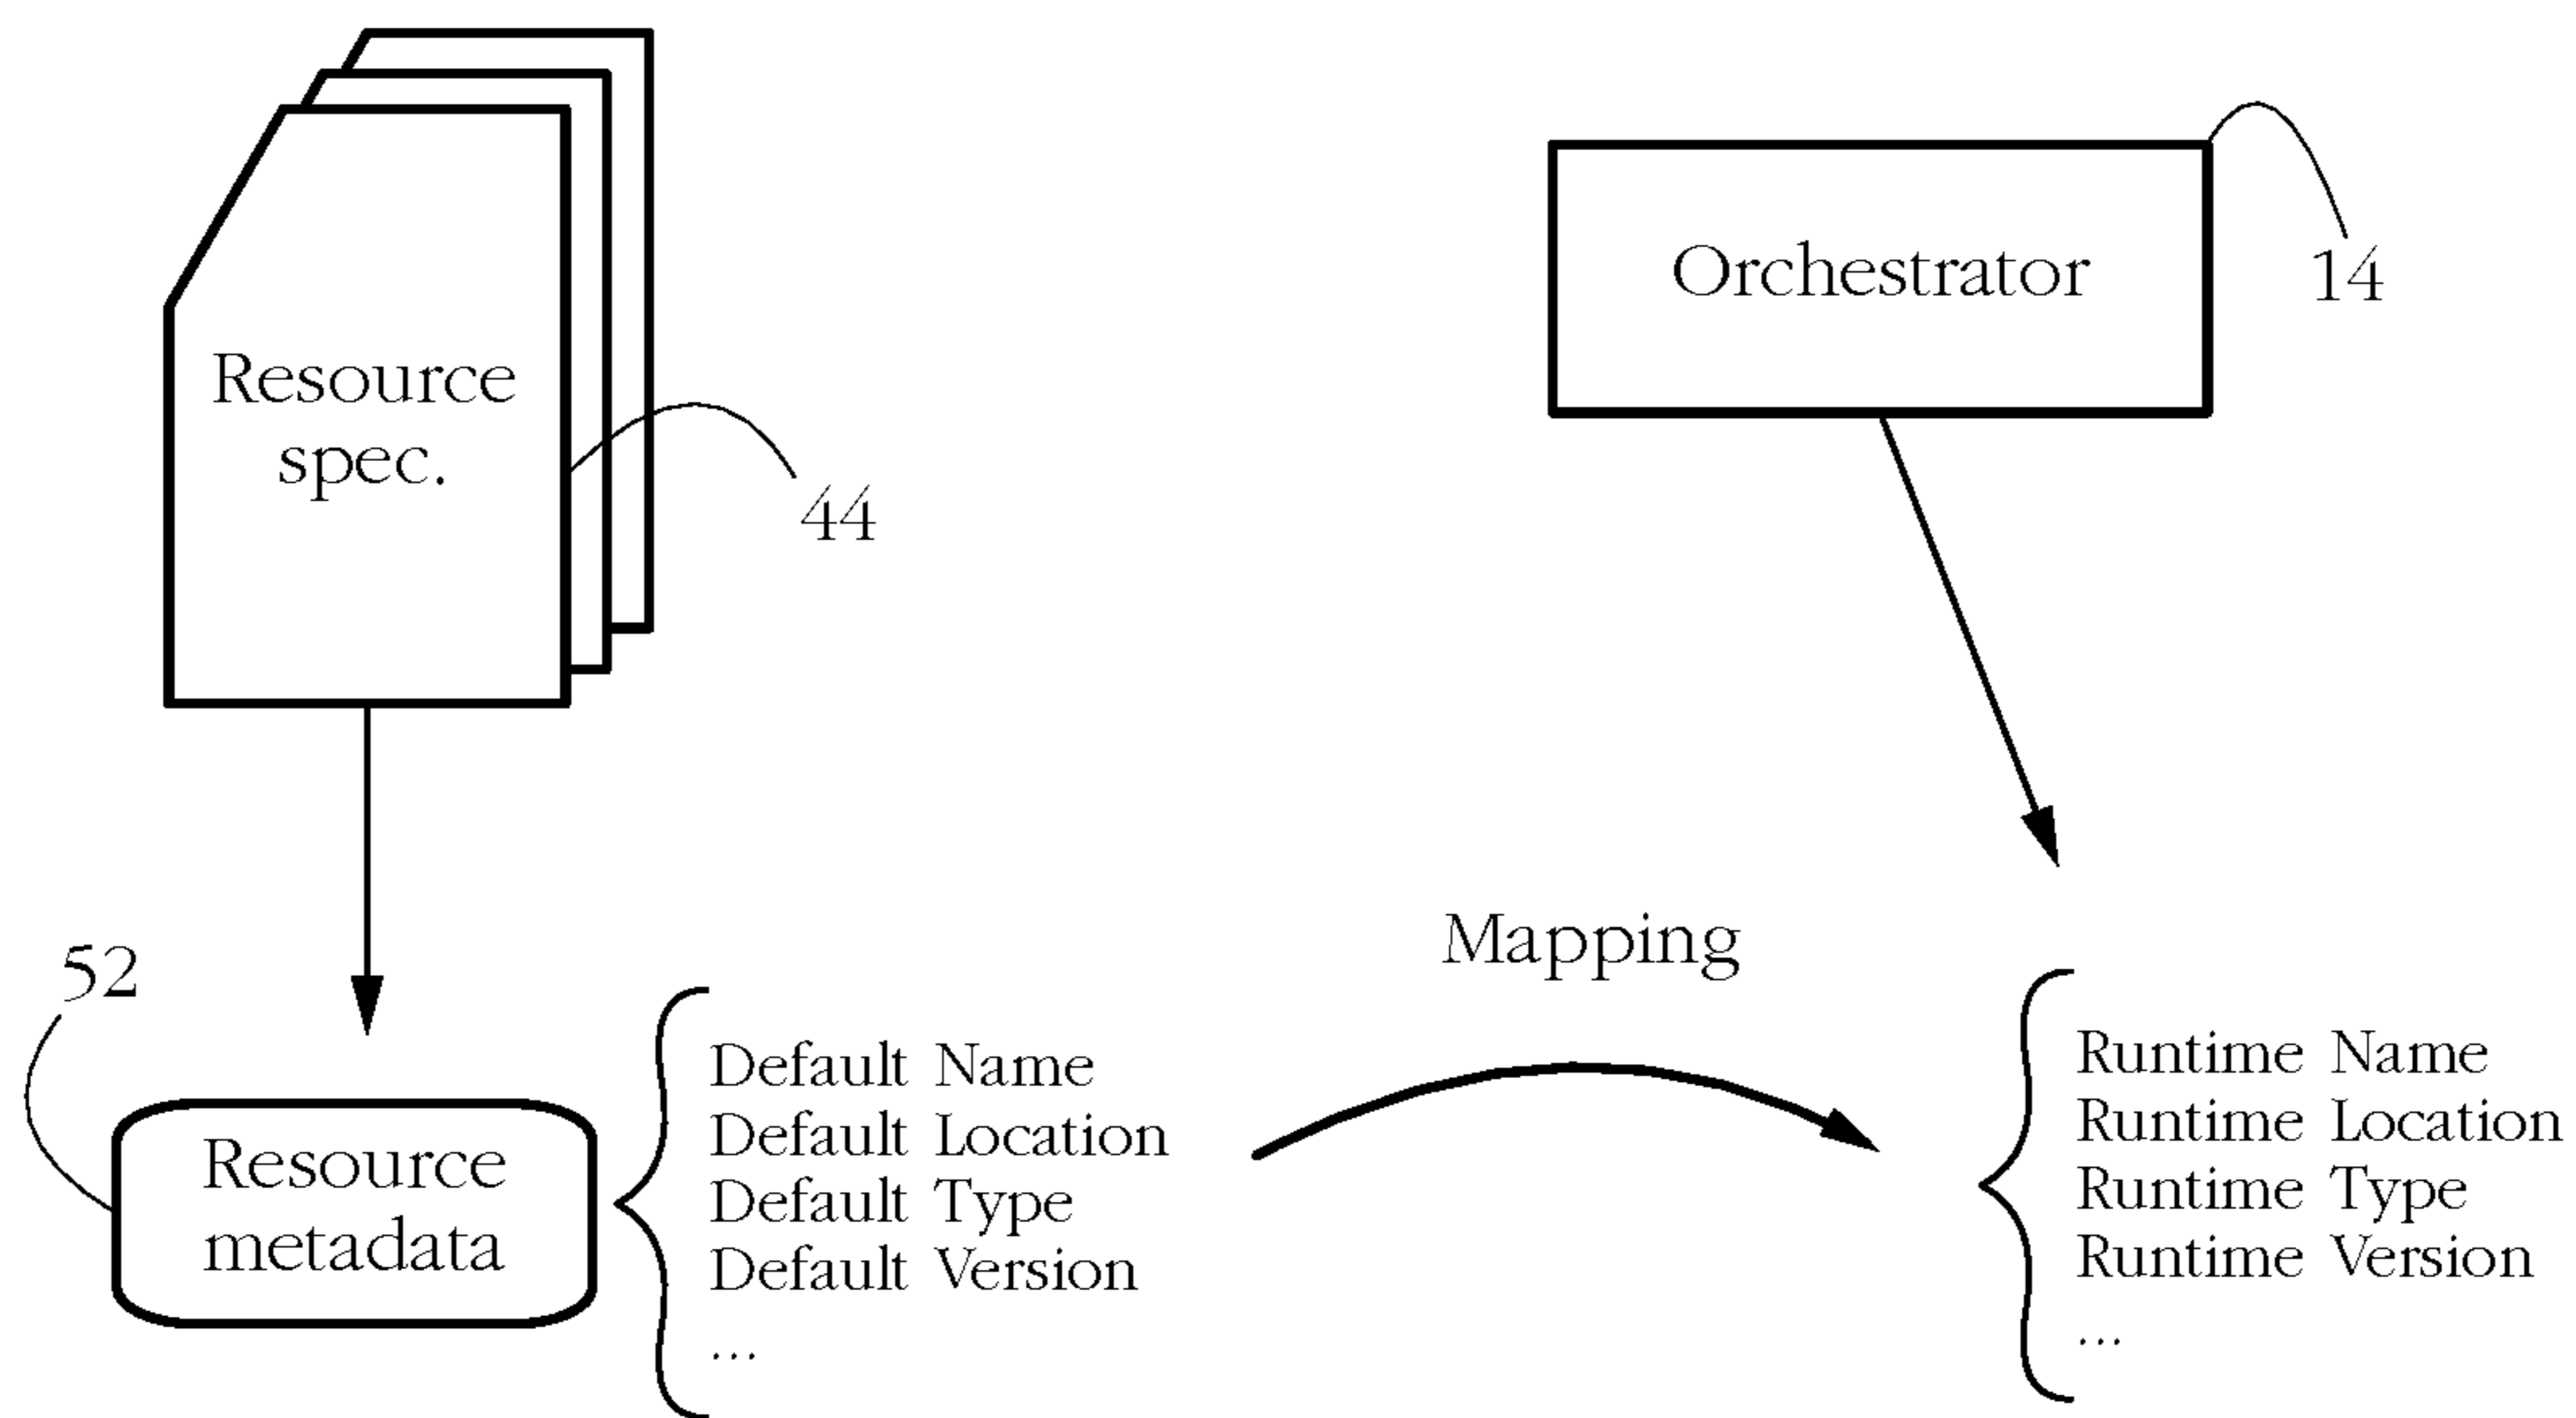 Resource
spec.
44
Orchestrator
14
52
Resource
metadata
Default Name
Default Location
Default Type
Default Version
...
Mapping
Runtime Name
Runtime Location
Runtime Type
Runtime Version
...